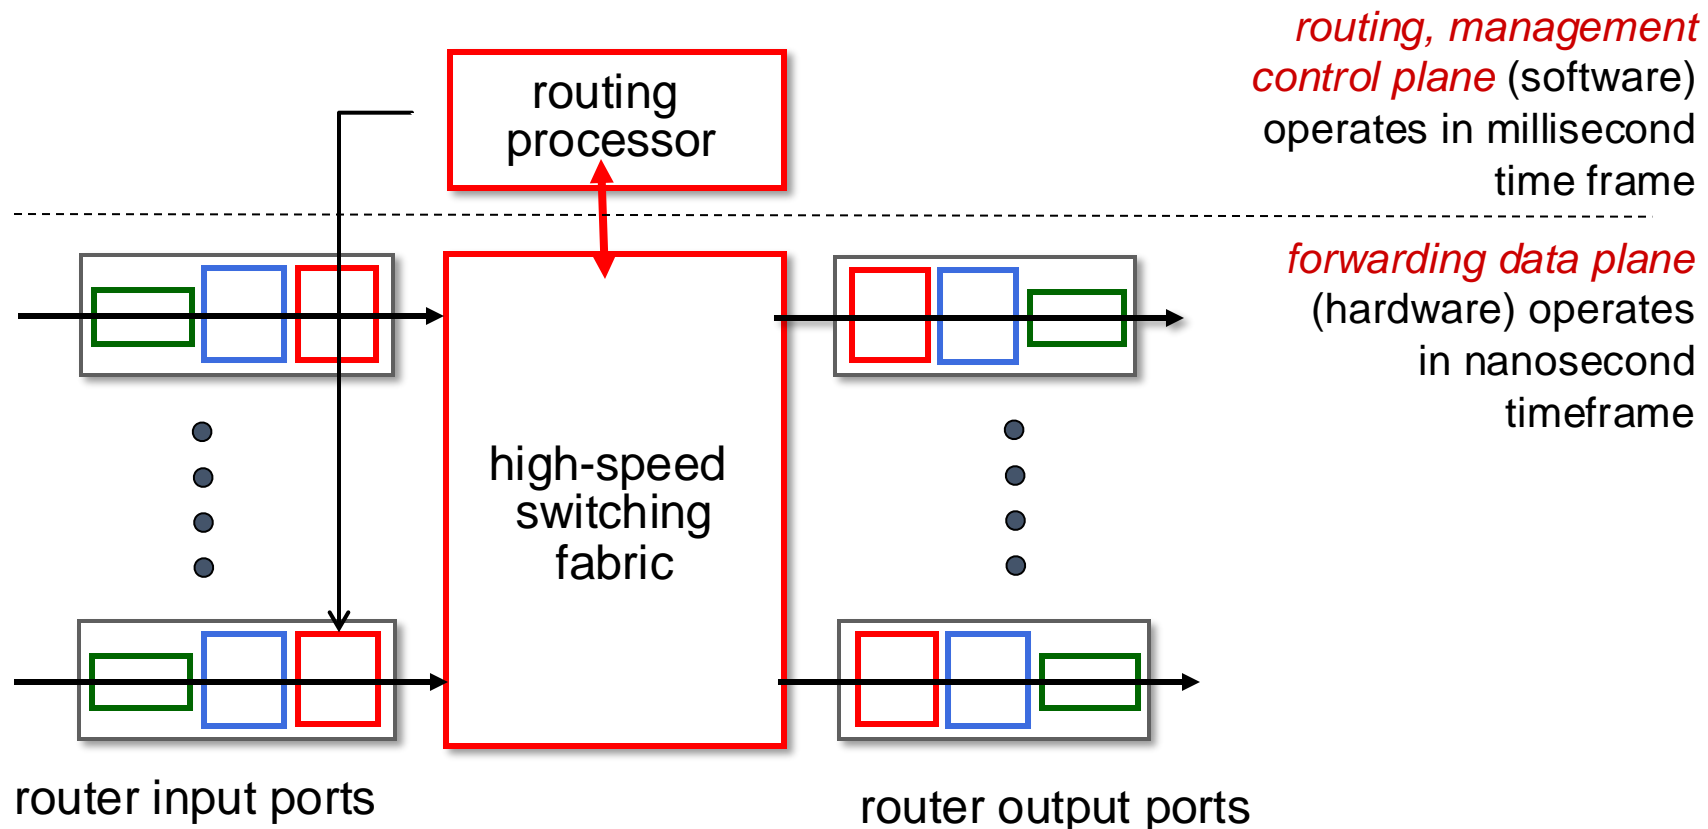 routing, management
control plane (software)
operates in millisecond
time frame
routing
processor
forwarding data plane
(hardware) operates
in nanosecond
timeframe
high-speed
switching
fabric
router input ports
router output ports